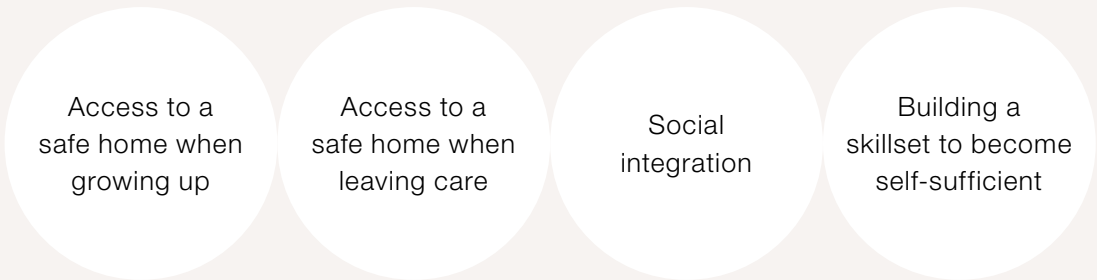 Access to a
safe home when
growing up
Access to a
safe home when
leaving care
Social
integration
Building a
skillset to become
self-sufficient